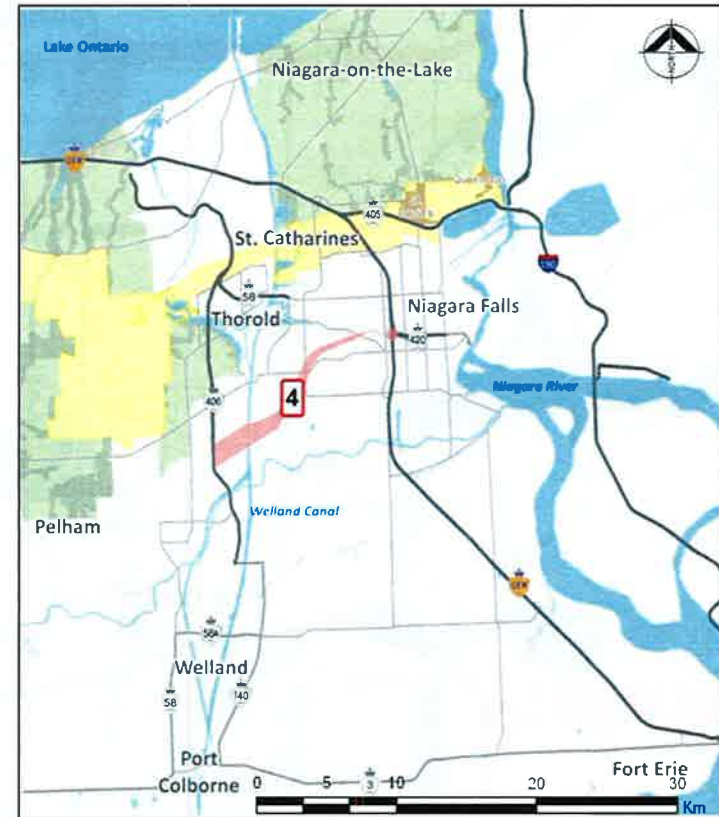 Lake Ontario
Niagara-on-the-Lake
NORTH
QEW
405
St. Catharines
190
58
Thorold
Niagara Falls
420
4
Niagara River
406
Welland Canal
Pelham
QEW
58A
Welland
58
140
Port
Colborne
3
Fort Erie
0 5 10 20 30
Km